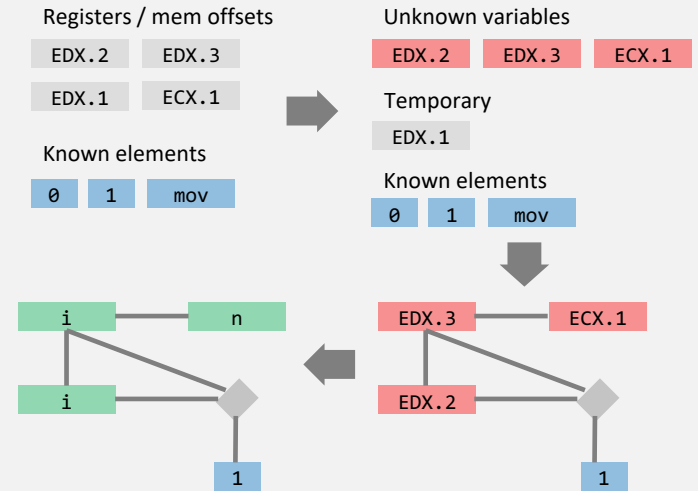 Registers / mem offsets
EDX.2 EDX.3
EDX.1 ECX.1
Known elements
0 1 mov
Unknown variables
EDX.2 EDX.3 ECX.1
Temporary
EDX.1
Known elements
0 1 mov
i n
i
1
EDX.3 ECX.1
EDX.2
1